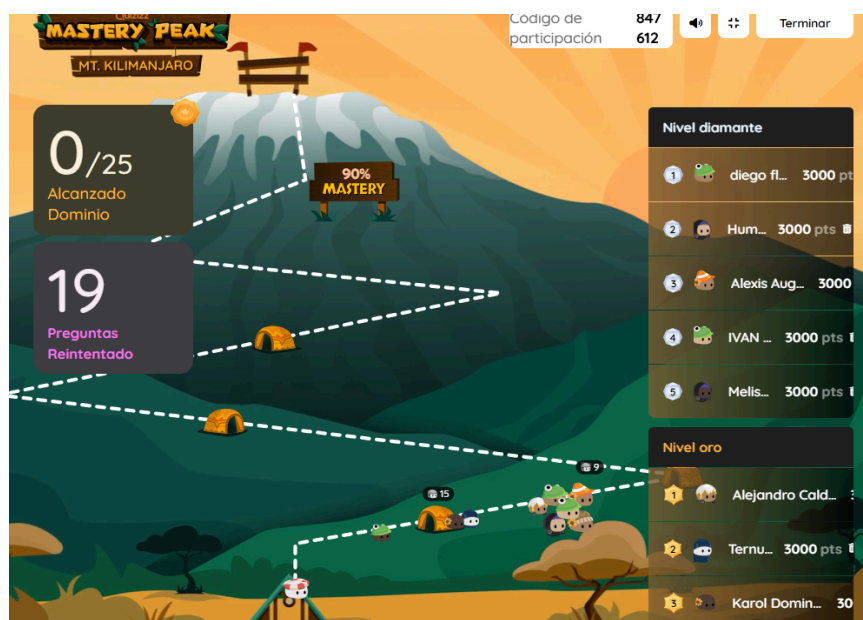 Quizizz
MASTERY PEAK
MT. KILIMANJARO
Código de
participación
847
612
Terminar
0/25
Alcanzado
Dominio
19
Preguntas
Reintentado
90%
MASTERY
15
9
Nivel diamante
1 diego fl... 3000 pt
2 Hum... 3000 pts
3 Alexis Aug... 3000
4 IVAN ... 3000 pts
5 Melis... 3000 pts
Nivel oro
1 Alejandro Cald...
2 Ternu... 3000 pts
3 Karol Domin... 30